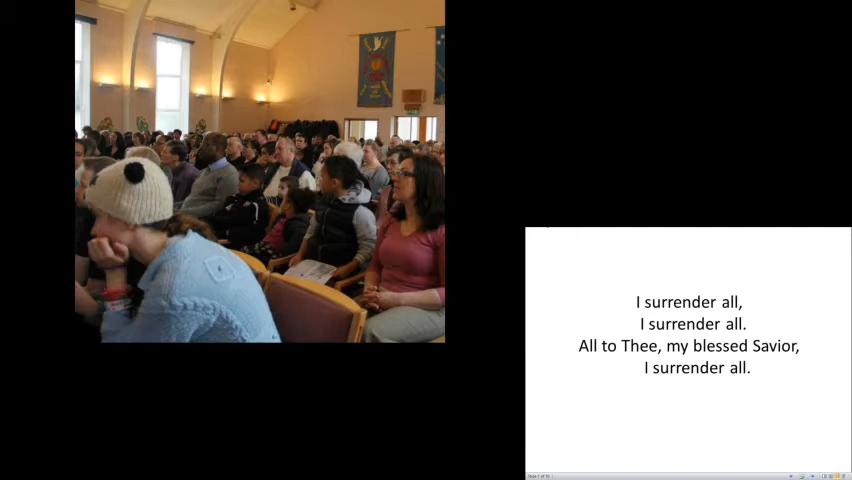 I surrender all,
I surrender all.
All to Thee, my blessed Savior,
I surrender all.